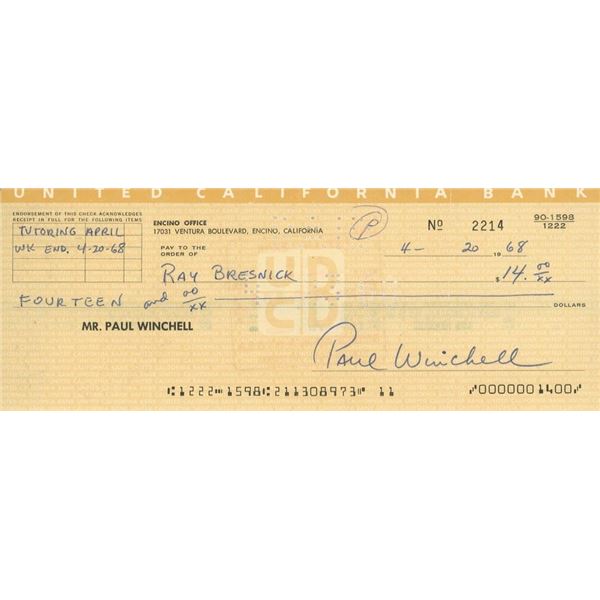 UNITED CALIFORNIA BANK
ENDORSEMENT OF THIS CHECK ACKNOWLEDGES
RECEIPT IN FULL FOR THE FOLLOWING ITEMS
TUTORING APRIL
WK END. 4-20-68
ENCINO OFFICE
17031 VENTURA BOULEVARD, ENCINO, CALIFORNIA
P
Nº 2214
90-1598
1222
4- 20 1968
PAY TO THE
ORDER OF
RAY BRESNICK
$14. 00/xx
FOURTEEN and 00/xx
DOLLARS
UBCD
MR. PAUL WINCHELL
Paul Winchell
⑆1222⑉1598⑆211308973⑈ 11 ⑈0000001400⑈